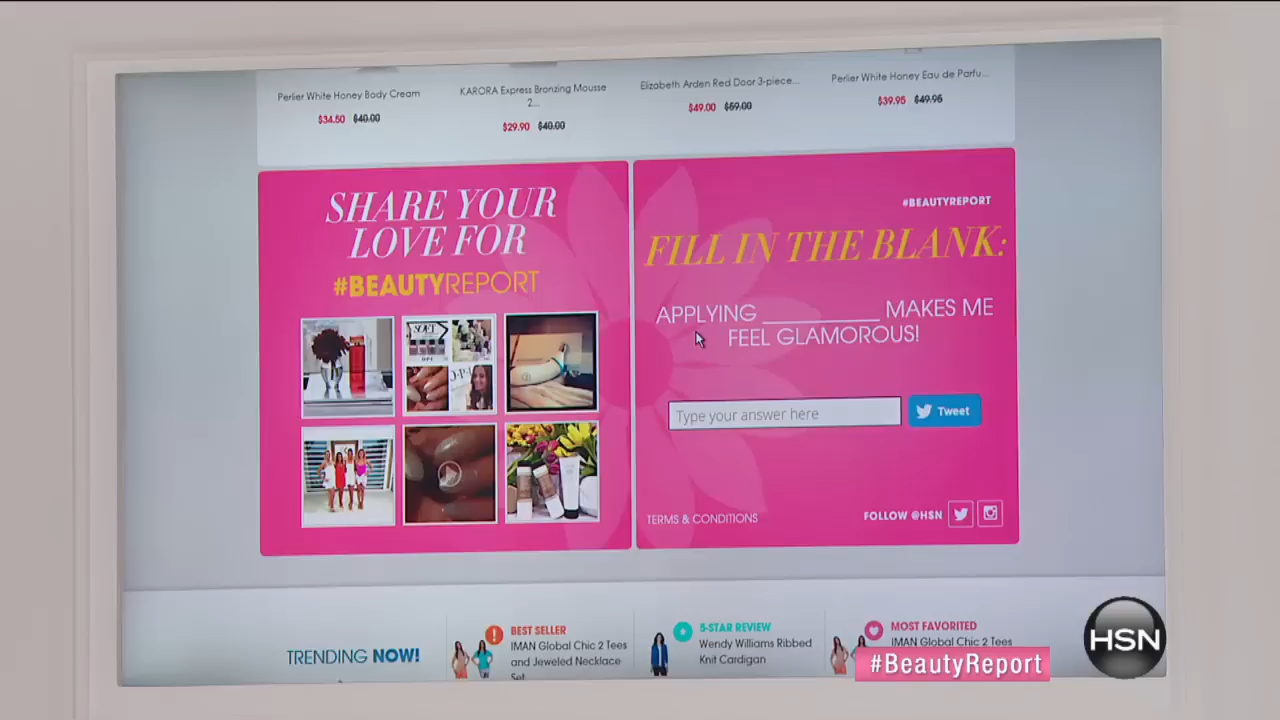 Perlier White Honey Body Cream
$34.50 $40.00
KARORA Express Bronzing Mousse
2...
$29.90 $40.00
Elizabeth Arden Red Door 3-piece...
$49.00 $59.00
Perlier White Honey Eau de Parfu...
$39.95 $49.95
SHARE YOUR
LOVE FOR
#BEAUTYREPORT
SOFT
OPI
O·P·I
#BEAUTYREPORT
FILL IN THE BLANK:
APPLYING __________ MAKES ME
FEEL GLAMOROUS!
Type your answer here
Tweet
TERMS & CONDITIONS
FOLLOW @HSN
TRENDING NOW!
BEST SELLER
IMAN Global Chic 2 Tees
and Jeweled Necklace
Set
5-STAR REVIEW
Wendy Williams Ribbed
Knit Cardigan
MOST FAVORITED
IMAN Global Chic 2 Tees
#BeautyReport
HSN